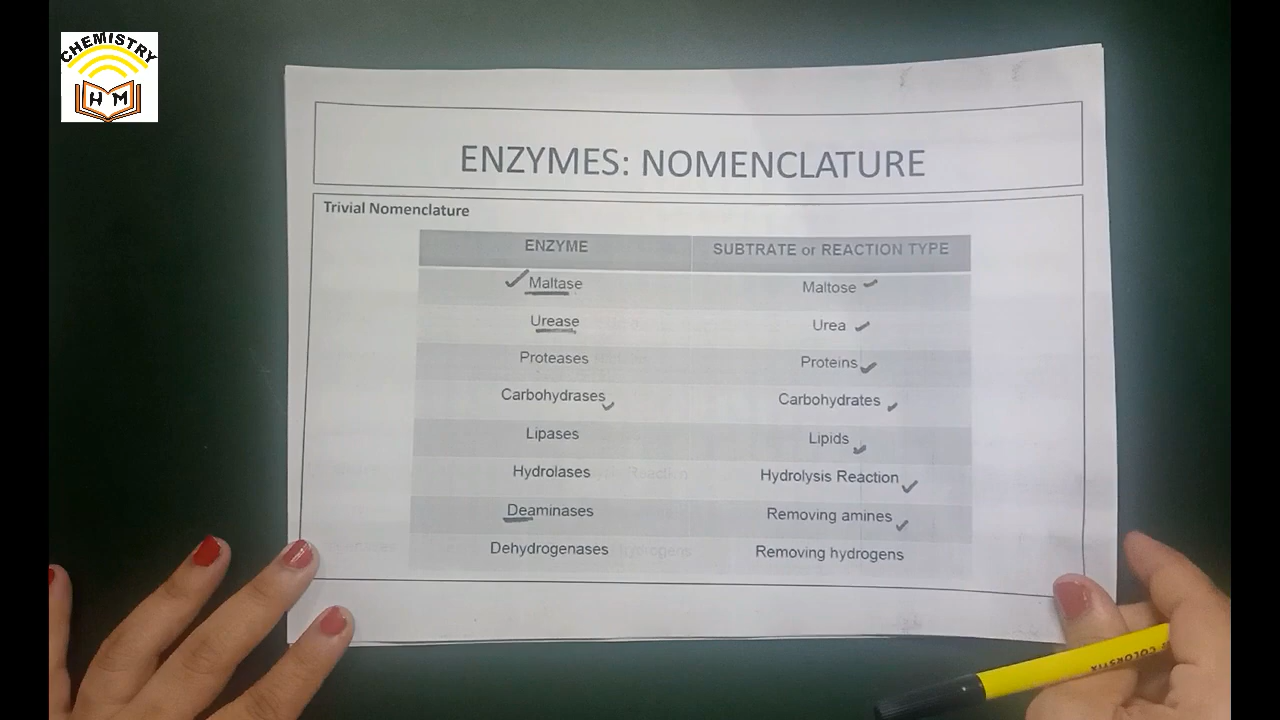 CHEMISTRY
H M
ENZYMES: NOMENCLATURE
Trivial Nomenclature
ENZYME SUBTRATE or REACTION TYPE
Maltase Maltose
Urease Urea
Proteases Proteins
Carbohydrases Carbohydrates
Lipases Lipids
Hydrolases Hydrolysis Reaction
Deaminases Removing amines
Dehydrogenases Removing hydrogens
COLORSTIX